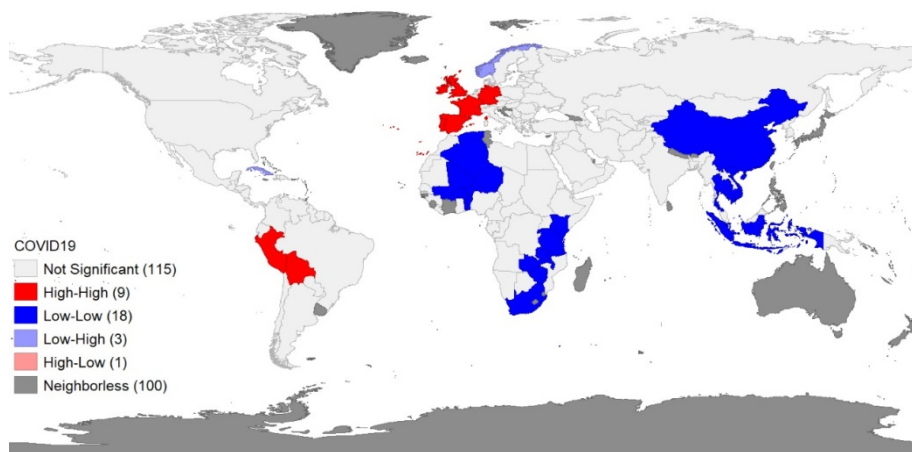 COVID19
Not Significant (115)
High-High (9)
Low-Low (18)
Low-High (3)
High-Low (1)
Neighborless (100)